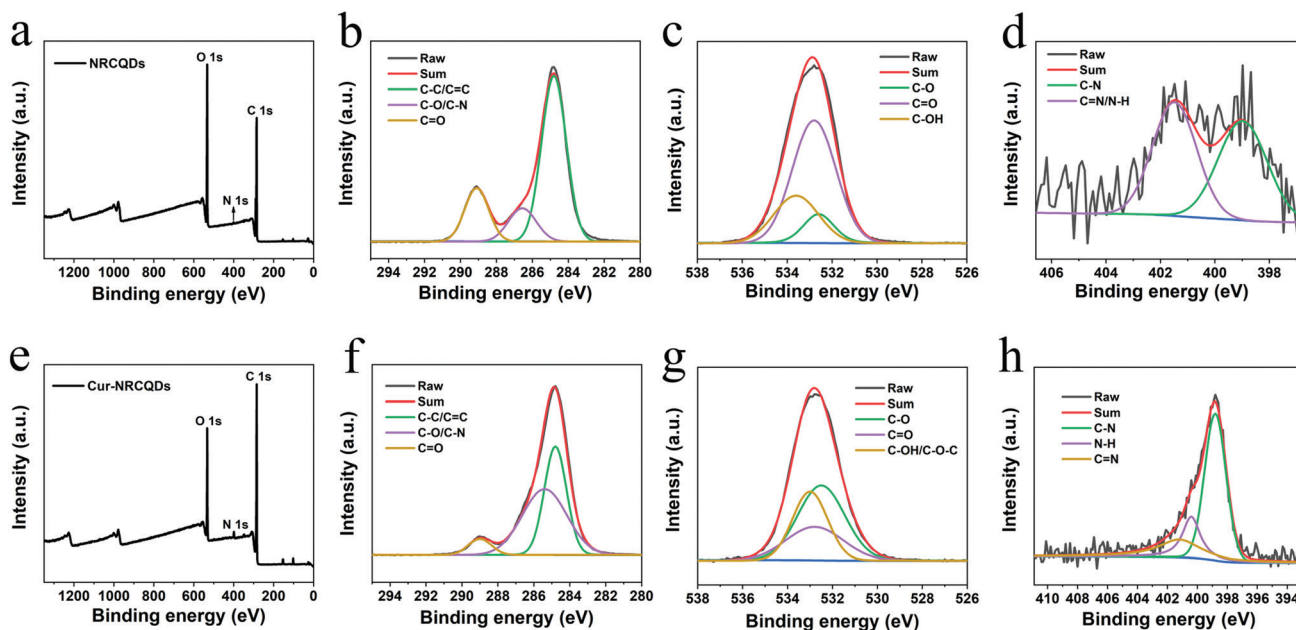 a
NRCQDs
O 1s
C 1s
N 1s
Intensity (a.u.)
1200 1000 800 600 400 200 0
Binding energy (eV)
b
Raw
Sum
C-C/C=C
C-O/C-N
C=O
Intensity (a.u.)
294 292 290 288 286 284 282 280
Binding energy (eV)
c
Raw
Sum
C-O
C=O
C-OH
Intensity (a.u.)
538 536 534 532 530 528 526
Binding energy (eV)
d
Raw
Sum
C-N
C=N/N-H
Intensity (a.u.)
406 404 402 400 398
Binding energy (eV)
e
Cur-NRCQDs
C 1s
O 1s
N 1s
Intensity (a.u.)
1200 1000 800 600 400 200 0
Binding energy (eV)
f
Raw
Sum
C-C/C=C
C-O/C-N
C=O
Intensity (a.u.)
294 292 290 288 286 284 282 280
Binding energy (eV)
g
Raw
Sum
C-O
C=O
C-OH/C-O-C
Intensity (a.u.)
538 536 534 532 530 528 526
Binding energy (eV)
h
Raw
Sum
C-N
N-H
C=N
Intensity (a.u.)
410 408 406 404 402 400 398 396 394
Binding energy (eV)